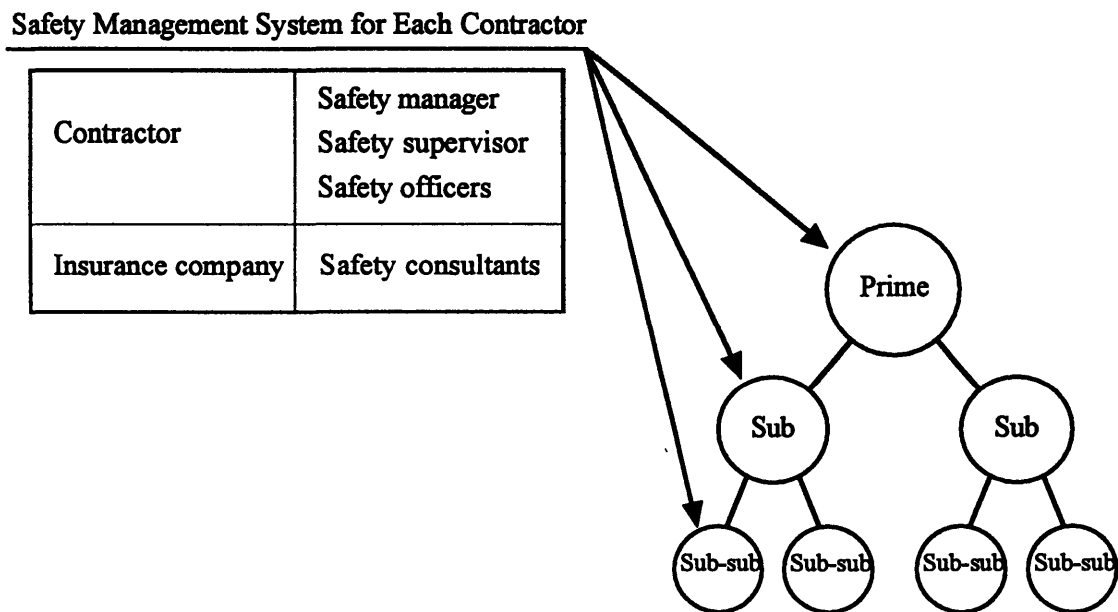 Safety Management System for Each Contractor
Contractor
Safety manager
Safety supervisor
Safety officers
Insurance company
Safety consultants
Prime
Sub
Sub
Sub-sub
Sub-sub
Sub-sub
Sub-sub